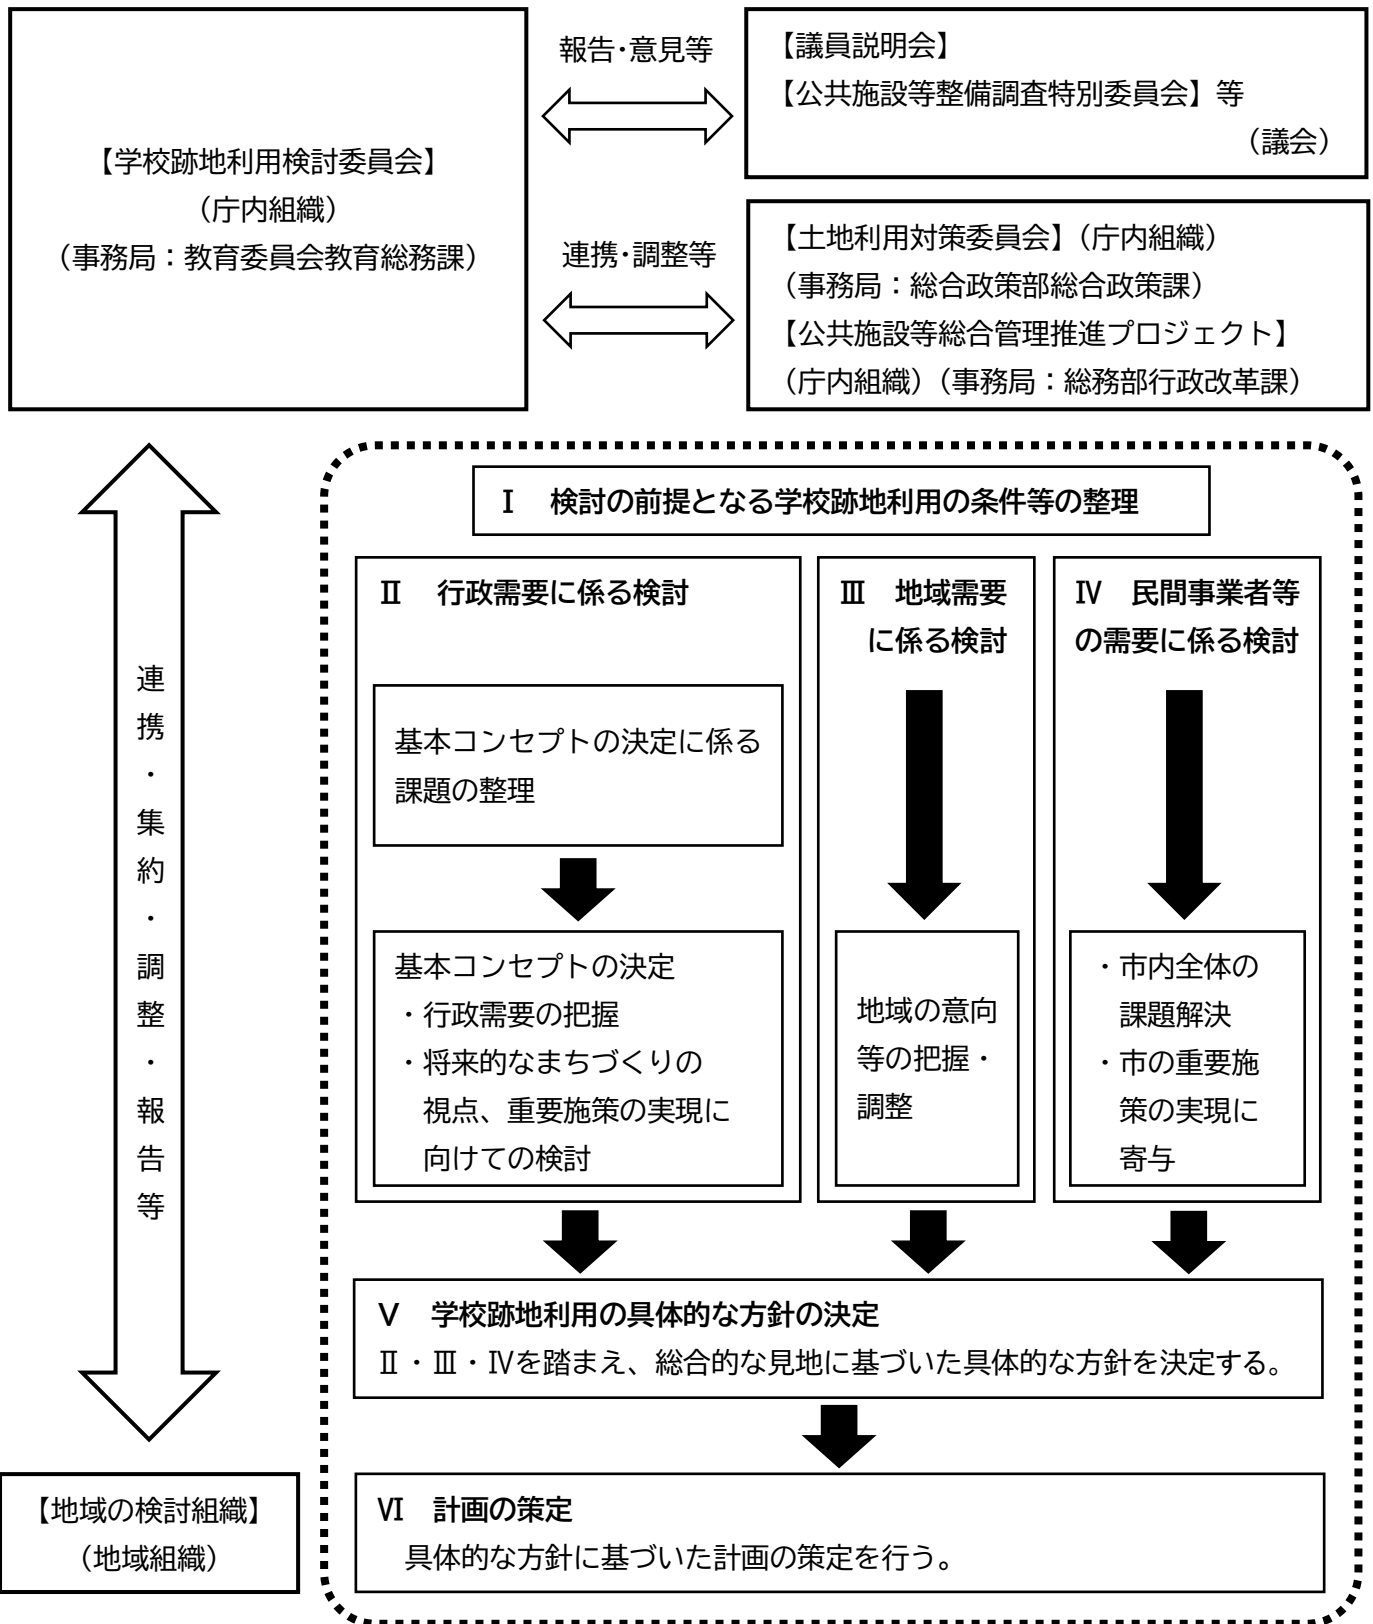 【学校跡地利用検討委員会】
（庁内組織）
（事務局：教育委員会教育総務課）
報告・意見等
【議員説明会】
【公共施設等整備調査特別委員会】等
（議会）
連携・調整等
【土地利用対策委員会】（庁内組織）
（事務局：総合政策部総合政策課）
【公共施設等総合管理推進プロジェクト】
（庁内組織）（事務局：総務部行政改革課）
連携・集約・調整・報告等
Ⅰ　検討の前提となる学校跡地利用の条件等の整理
Ⅱ　行政需要に係る検討
基本コンセプトの決定に係る
課題の整理
基本コンセプトの決定
・行政需要の把握
・将来的なまちづくりの
視点、重要施策の実現に
向けての検討
Ⅲ　地域需要
に係る検討
地域の意向
等の把握・
調整
Ⅳ　民間事業者等
の需要に係る検討
・市内全体の
課題解決
・市の重要施
策の実現に
寄与
Ⅴ　学校跡地利用の具体的な方針の決定
Ⅱ・Ⅲ・Ⅳを踏まえ、総合的な見地に基づいた具体的な方針を決定する。
Ⅵ　計画の策定
具体的な方針に基づいた計画の策定を行う。
【地域の検討組織】
（地域組織）